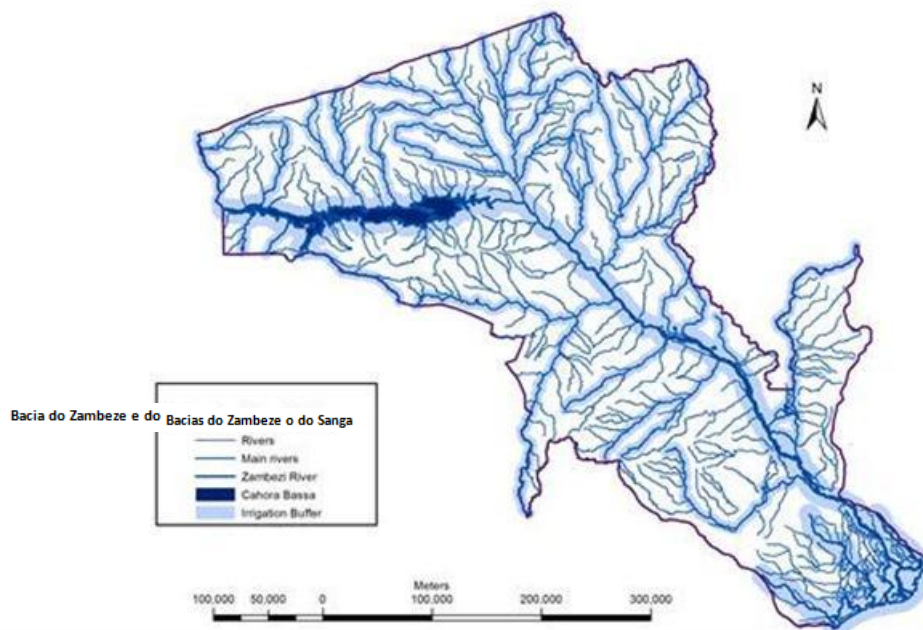 N
Bacia do Zambeze e do
Bacias do Zambeze o do Sanga
Rivers
Main rivers
Zambezi River
Cahora Bassa
Irrigation Buffer
Meters
100,000 50,000 0 100,000 200,000 300,000